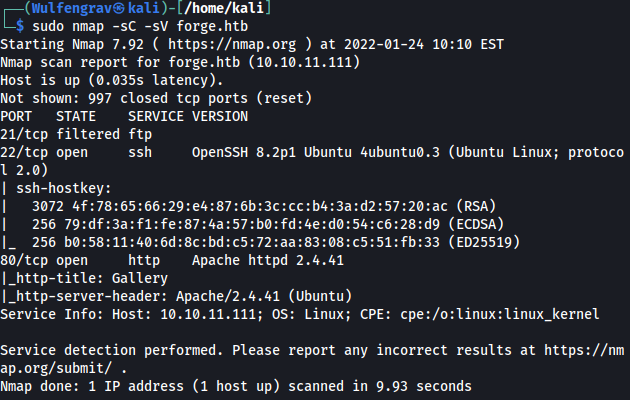 ┌──(Wulfengrav㉿kali)-[/home/kali]
└─$ sudo nmap -sC -sV forge.htb
Starting Nmap 7.92 ( https://nmap.org ) at 2022-01-24 10:10 EST
Nmap scan report for forge.htb (10.10.11.111)
Host is up (0.035s latency).
Not shown: 997 closed tcp ports (reset)
PORT   STATE    SERVICE VERSION
21/tcp filtered ftp
22/tcp open     ssh     OpenSSH 8.2p1 Ubuntu 4ubuntu0.3 (Ubuntu Linux; protoco
l 2.0)
| ssh-hostkey:
|   3072 4f:78:65:66:29:e4:87:6b:3c:cc:b4:3a:d2:57:20:ac (RSA)
|   256 79:df:3a:f1:fe:87:4a:57:b0:fd:4e:d0:54:c6:28:d9 (ECDSA)
|_  256 b0:58:11:40:6d:8c:bd:c5:72:aa:83:08:c5:51:fb:33 (ED25519)
80/tcp open     http    Apache httpd 2.4.41
|_http-title: Gallery
|_http-server-header: Apache/2.4.41 (Ubuntu)
Service Info: Host: 10.10.11.111; OS: Linux; CPE: cpe:/o:linux:linux_kernel

Service detection performed. Please report any incorrect results at https://nm
ap.org/submit/ .
Nmap done: 1 IP address (1 host up) scanned in 9.93 seconds